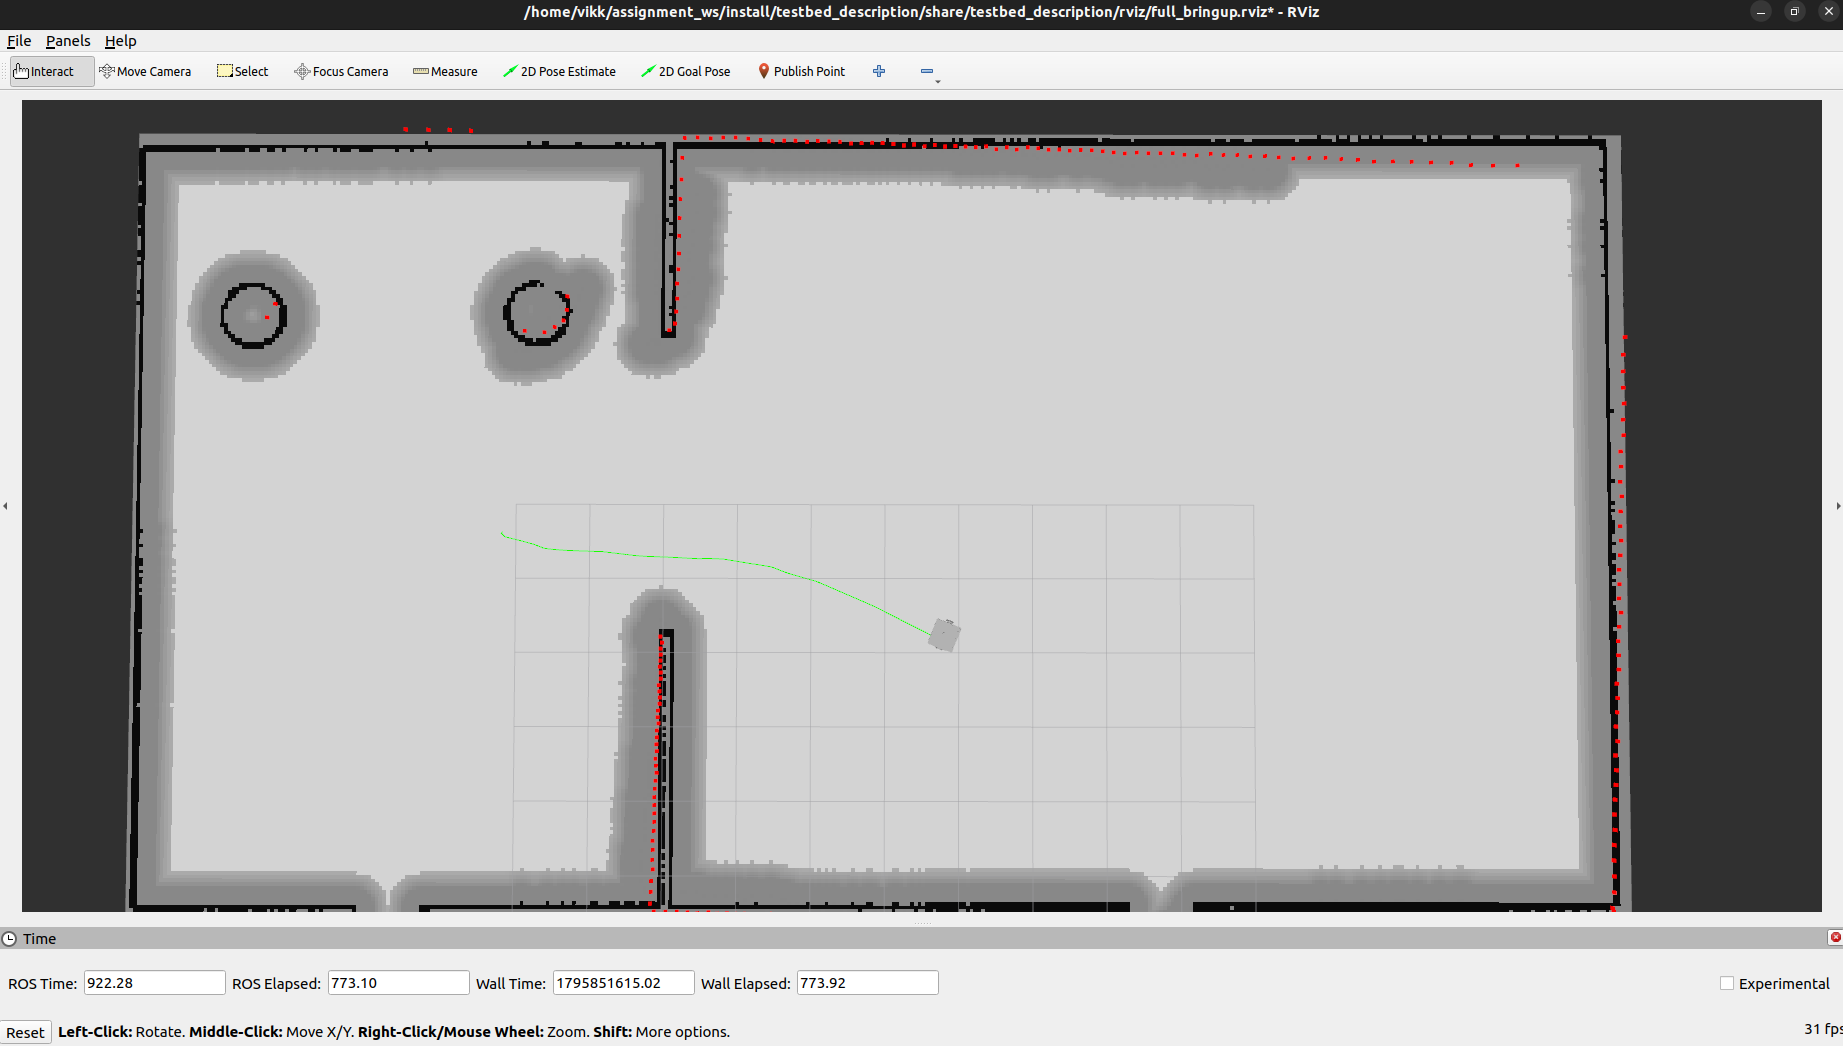 /home/vikk/assignment_ws/install/testbed_description/share/testbed_description/rviz/full_bringup.rviz* - RViz
File Panels Help
Interact Move Camera Select Focus Camera Measure 2D Pose Estimate 2D Goal Pose Publish Point
Time
ROS Time: 922.28 ROS Elapsed: 773.10 Wall Time: 1795851615.02 Wall Elapsed: 773.92 Experimental
Reset Left-Click: Rotate. Middle-Click: Move X/Y. Right-Click/Mouse Wheel: Zoom. Shift: More options. 31 fps